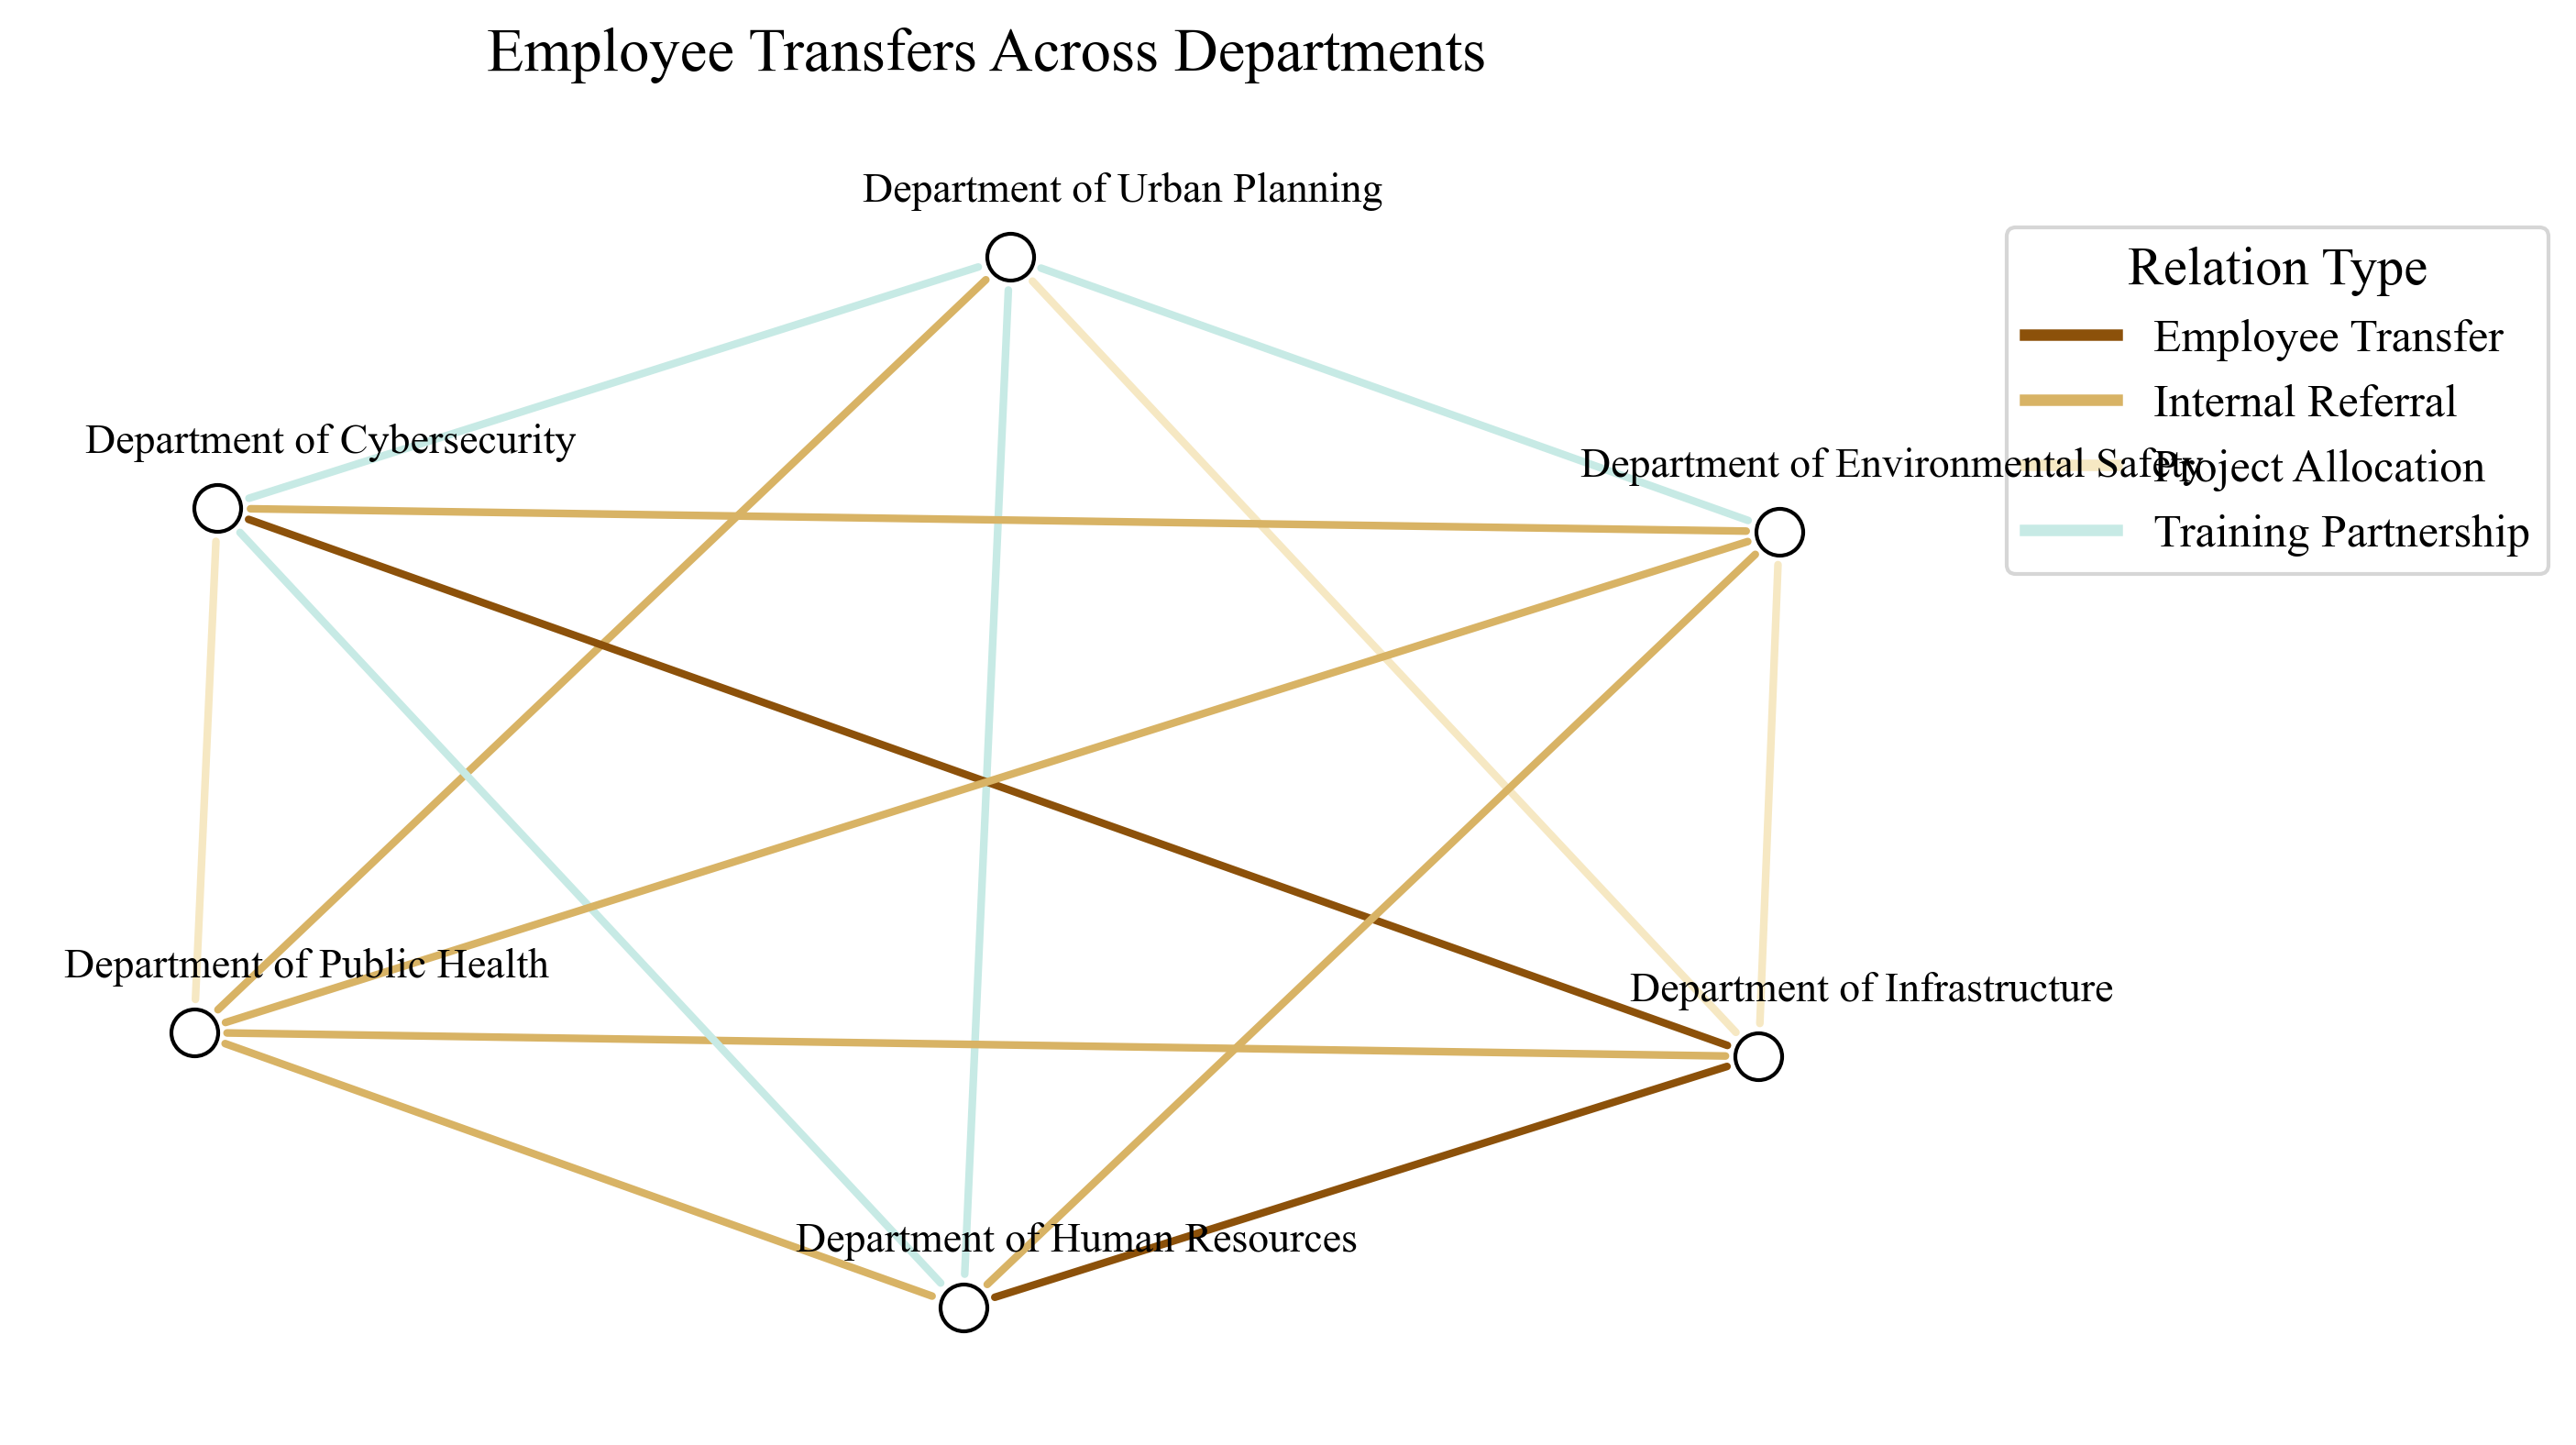 Employee Transfers Across Departments
Department of Urban Planning
Relation Type
Employee Transfer
Internal Referral
Department of Cybersecurity
Department of Environmental Safety
Project Allocation
Training Partnership
Department of Public Health
Department of Infrastructure
Department of Human Resources